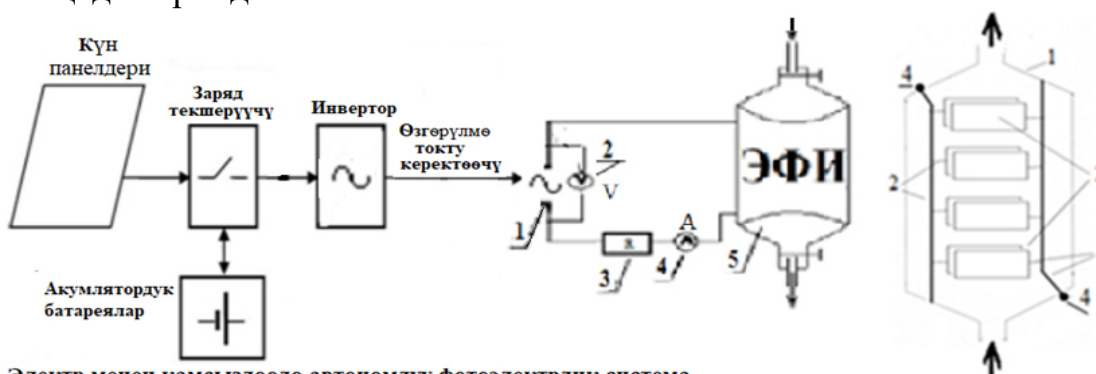 Күн
панелдери
Заряд
текшерүүчү
Инвертор
Өзгөрүлмө
токту
керектөөчү
Акумлятордук
батареялар
1
2
V
3
4
A
5
ЭФИ
1
2
4
4